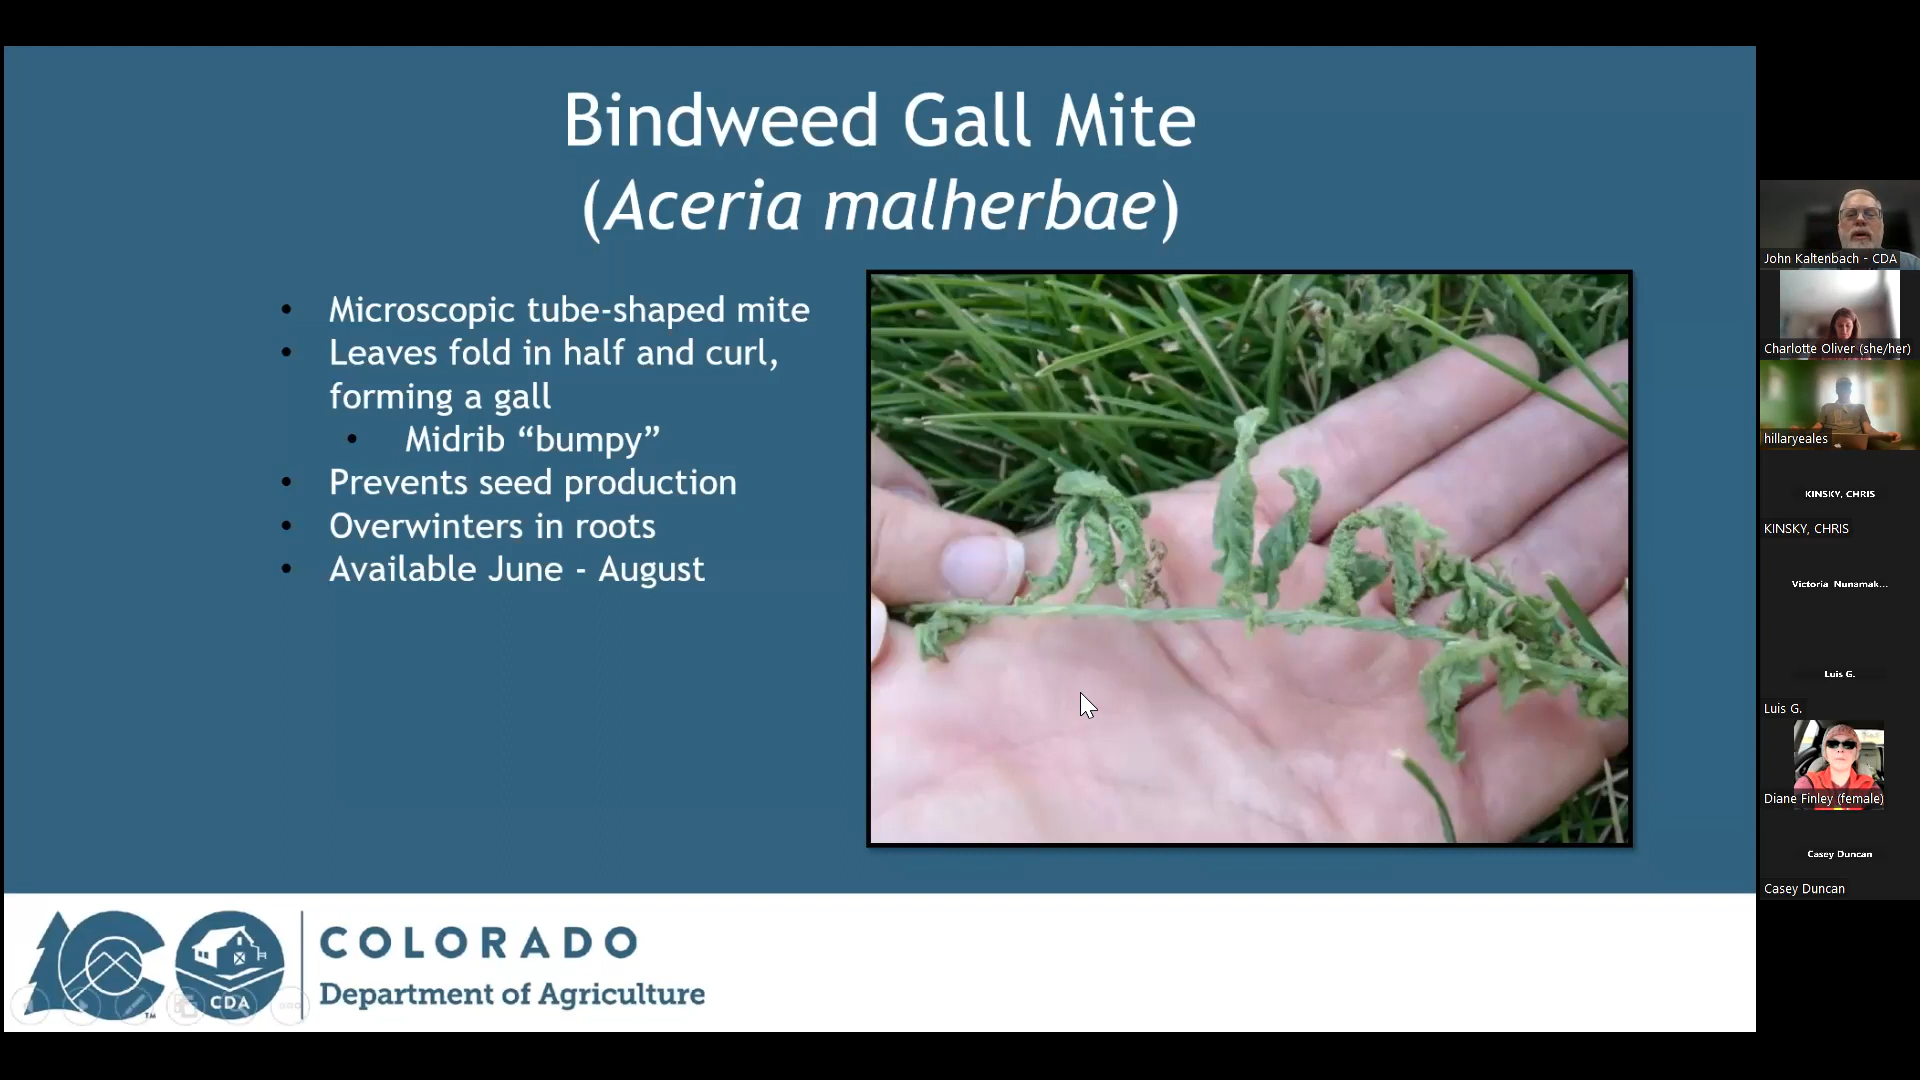 Bindweed Gall Mite
(Aceria malherbae)
• Microscopic tube-shaped mite
• Leaves fold in half and curl,
forming a gall
• Midrib “bumpy”
• Prevents seed production
• Overwinters in roots
• Available June - August
CDA
TM
COLORADO
Department of Agriculture
John Kaltenbach - CDA
Charlotte Oliver (she/her)
hillaryeales
KINSKY, CHRIS
KINSKY, CHRIS
Victoria Nunamak...
Luis G.
Luis G.
Diane Finley (female)
Casey Duncan
Casey Duncan